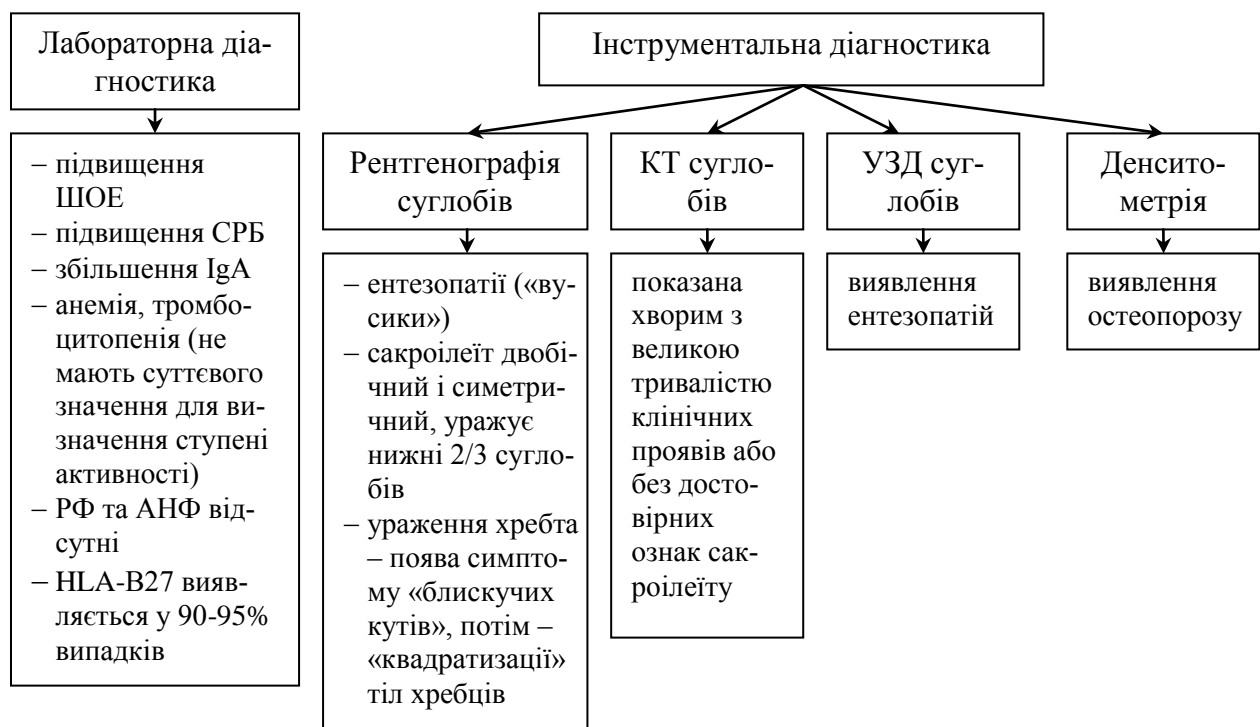 Лабораторна діа-
гностика
– підвищення
ШОЕ
– підвищення СРБ
– збільшення IgA
– анемія, тромбо-
цитопенія (не
мають суттєвого
значення для ви-
значення ступені
активності)
– РФ та АНФ від-
сутні
– HLA-B27 вияв-
ляється у 90-95%
випадків
Інструментальна діагностика
Рентгенографія
суглобів
– ентезопатії («ву-
сики»)
– сакроілеїт двобі-
чний і симетри-
чний, уражує
нижні 2/3 сугло-
бів
– ураження хребта
– поява симпто-
му «блискучих
кутів», потім –
«квадратизації»
тіл хребців
КТ сугло-
бів
показана
хворим з
великою
тривалістю
клінічних
проявів або
без досто-
вірних
ознак сак-
роілеїту
УЗД суг-
лобів
виявлення
ентезопатій
Денсито-
метрія
виявлення
остеопорозу